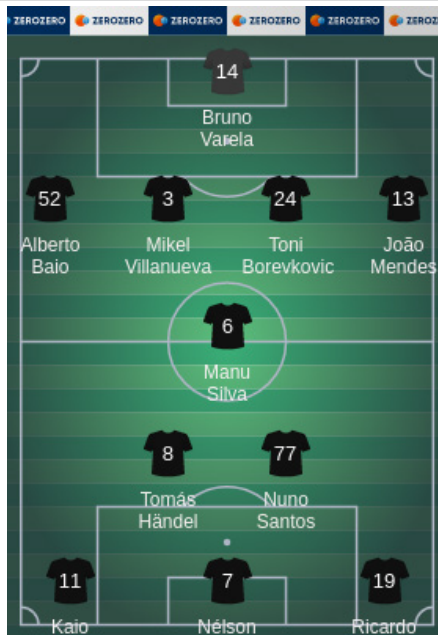 ZEROZERO ZEROZERO ZEROZERO ZEROZERO ZEROZERO ZEROZ
14
Bruno
Varela
52 3 24 13
Alberto Mikel Toni João
Baio Villanueva Borevkovic Mendes
6
Manu
Silva
8 77
Tomás Nuno
Händel Santos
11 7 19
Kaio Nélson Ricardo